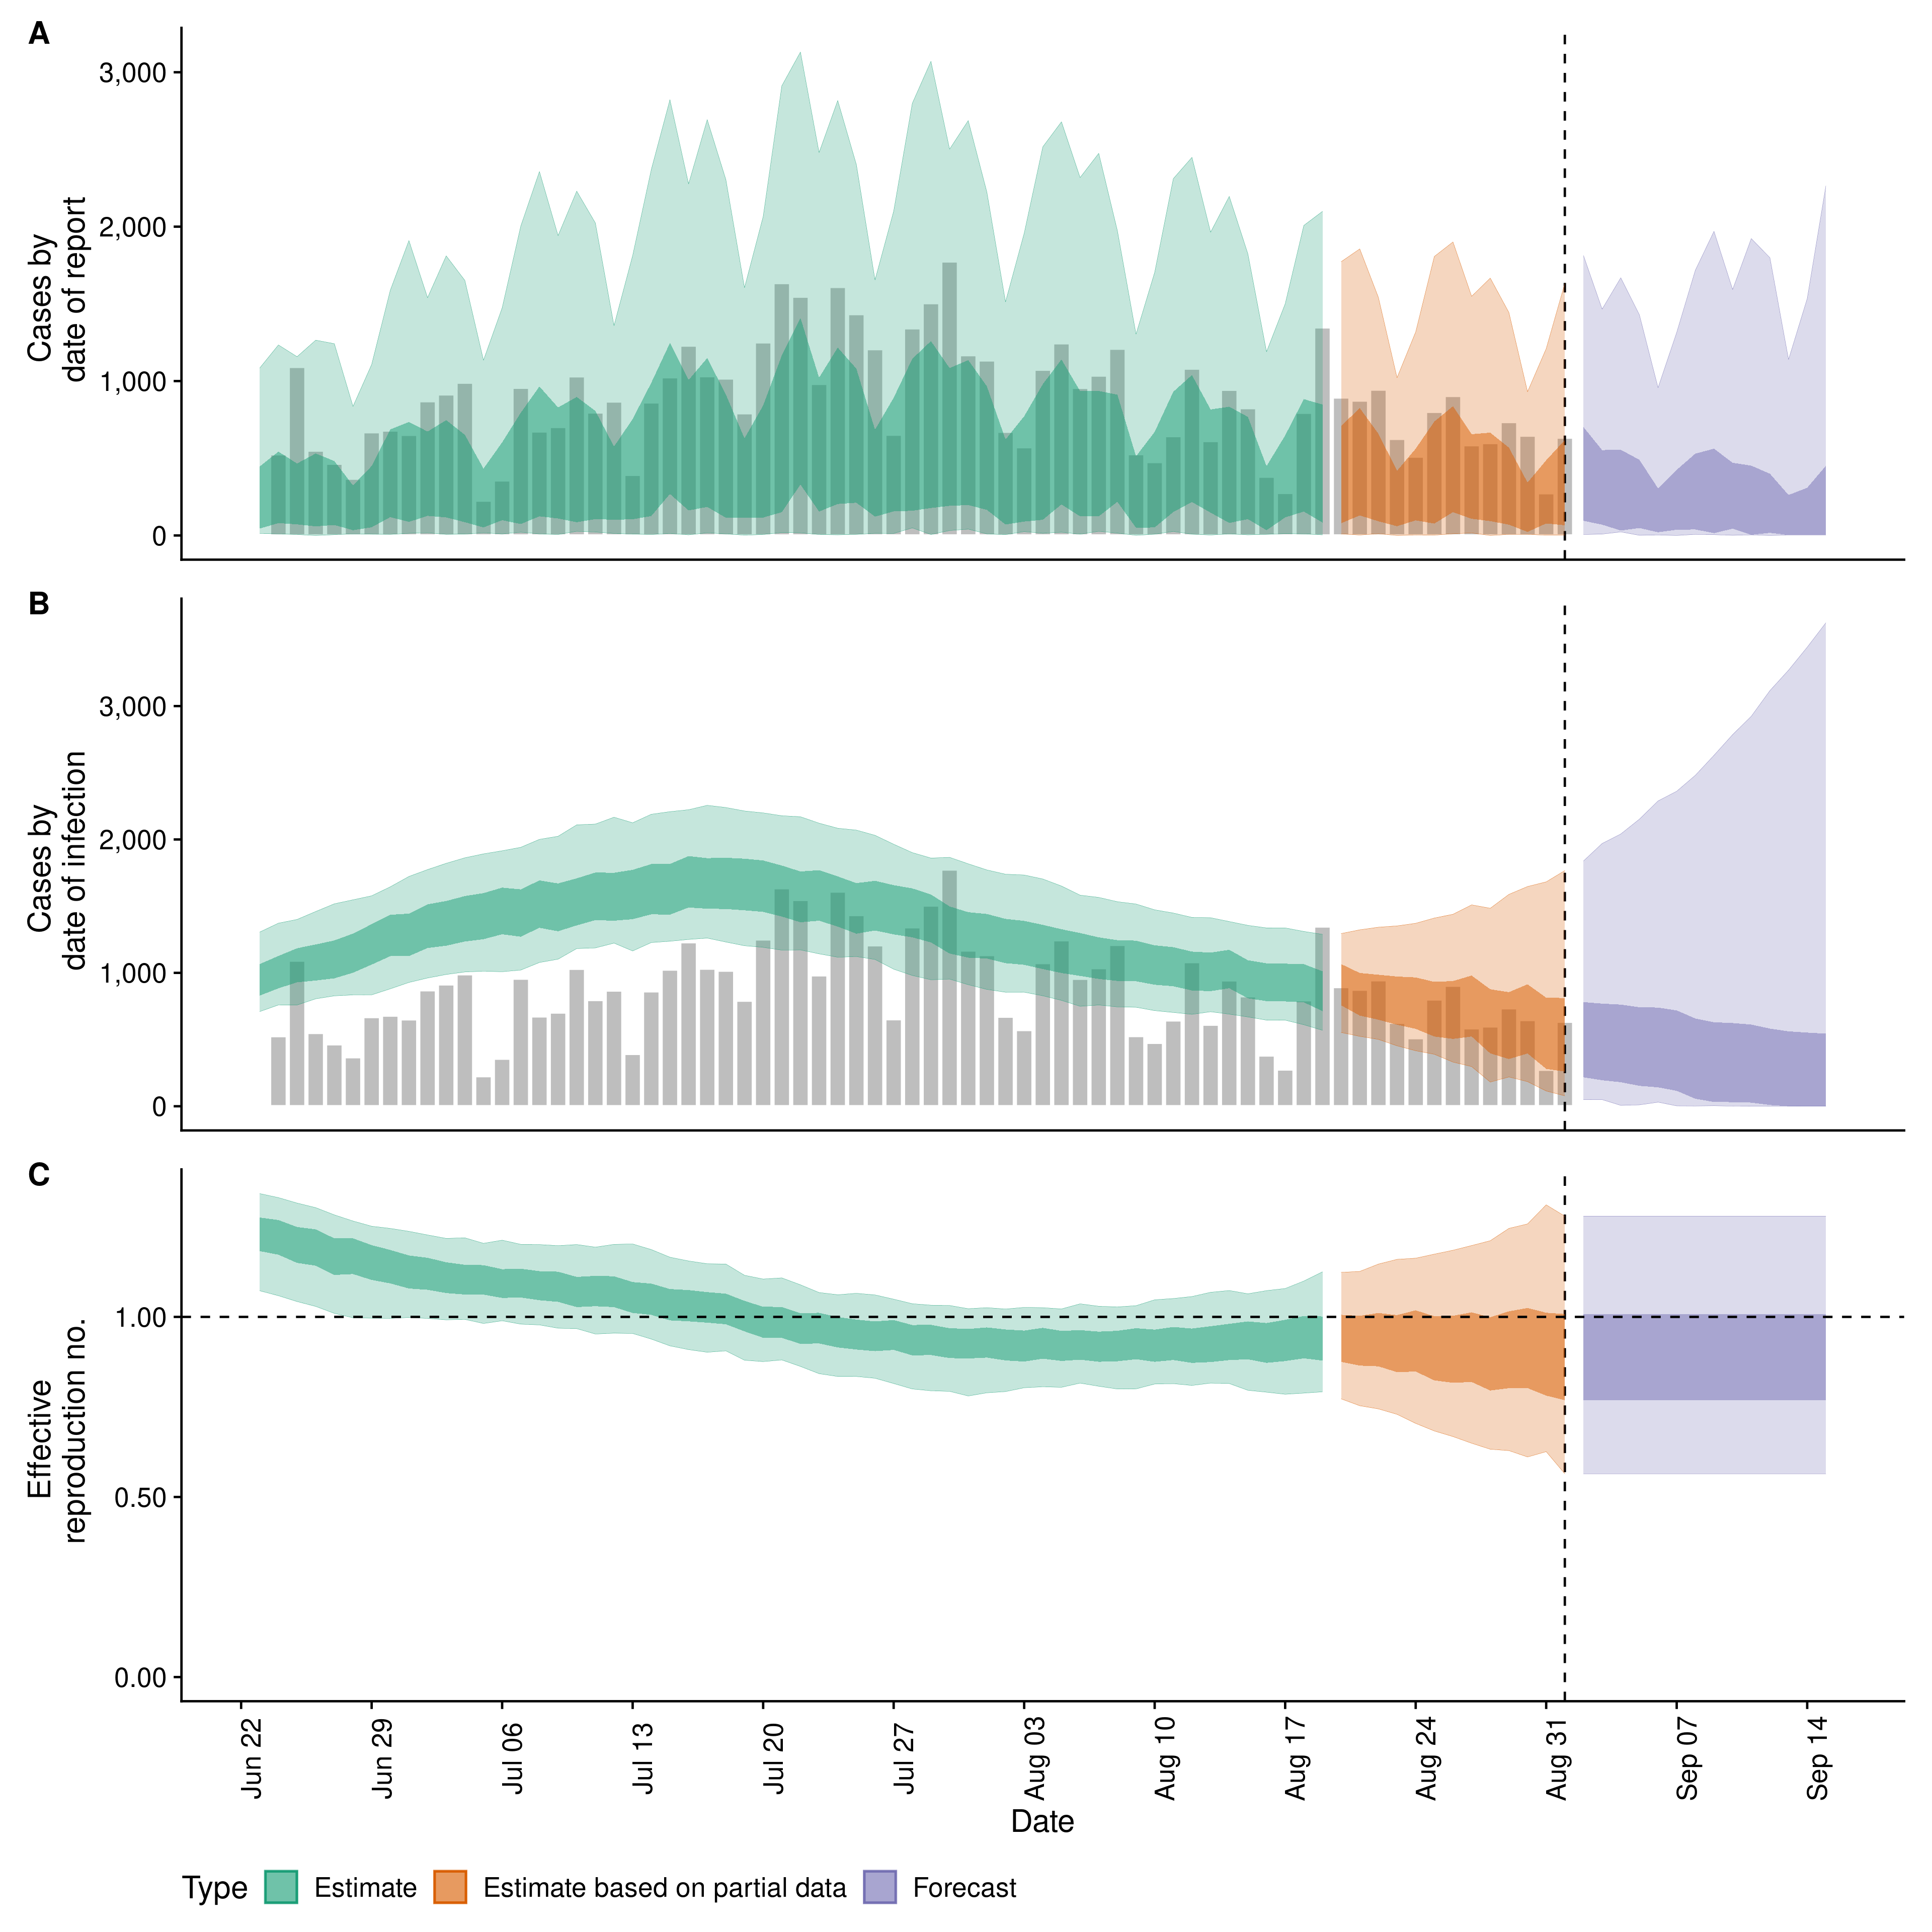 A
Cases by
date of report
3,000
2,000
1,000
0
B
Cases by
date of infection
3,000
2,000
1,000
0
C
Effective
reproduction no.
1.00
0.50
0.00
Jun 22
Jun 29
Jul 06
Jul 13
Jul 20
Jul 27
Aug 03
Aug 10
Aug 17
Aug 24
Aug 31
Sep 07
Sep 14
Date
Type Estimate Estimate based on partial data Forecast